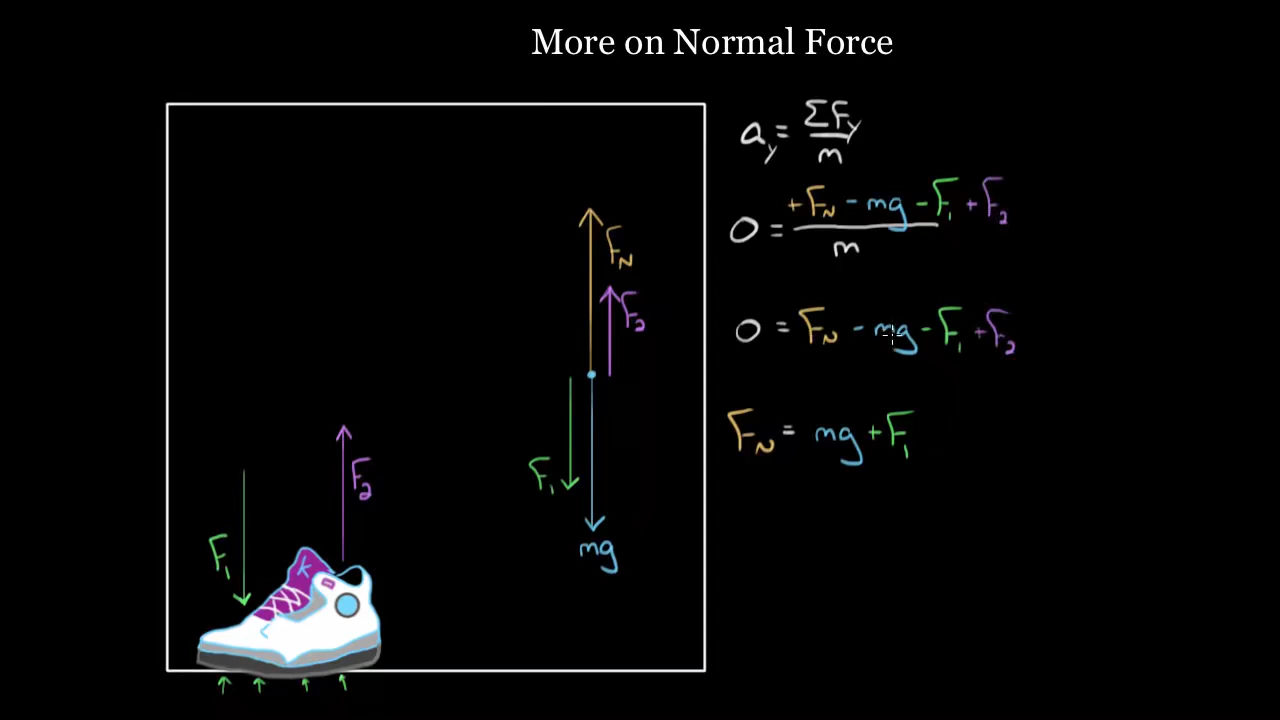 More on Normal Force
a_y = ΣF_y / m
0 = +F_N - mg - F_1 + F_2 / m
F_N
F_2
0 = F_N - mg - F_1 + F_2
F_N = mg + F_1
F_1
F_2
mg
F_1
K
L